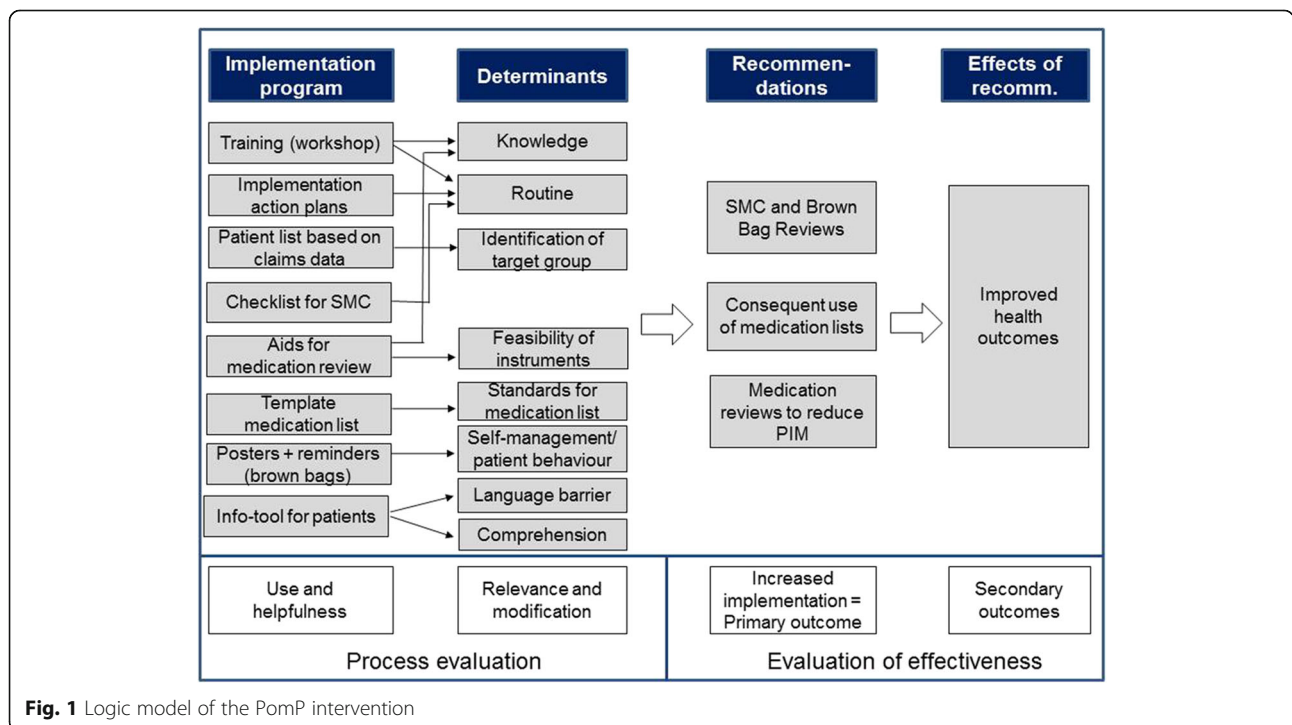 Implementation
program
Determinants
Recommen-
dations
Effects of
recomm.
Training (workshop)
Implementation
action plans
Patient list based on
claims data
Checklist for SMC
Aids for
medication review
Template
medication list
Posters + reminders
(brown bags)
Info-tool for patients
Knowledge
Routine
Identification of
target group
Feasibility of
instruments
Standards for
medication list
Self-management/
patient behaviour
Language barrier
Comprehension
SMC and Brown
Bag Reviews
Consequent use
of medication lists
Medication
reviews to reduce
PIM
Improved
health
outcomes
Use and
helpfulness
Relevance and
modification
Increased
implementation =
Primary outcome
Secondary
outcomes
Process evaluation
Evaluation of effectiveness
Fig. 1 Logic model of the PomP intervention